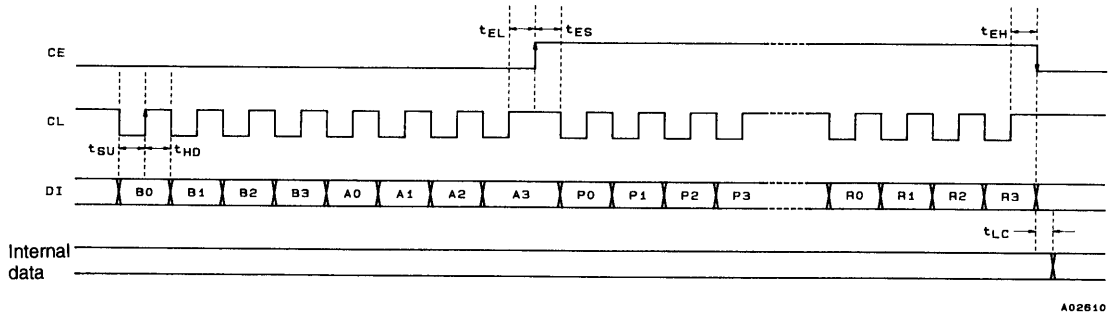 tEL tES tEH
CE
CL
tSU tHD
DI B0 B1 B2 B3 A0 A1 A2 A3 P0 P1 P2 P3 R0 R1 R2 R3
tLC
Internal
data
A02610